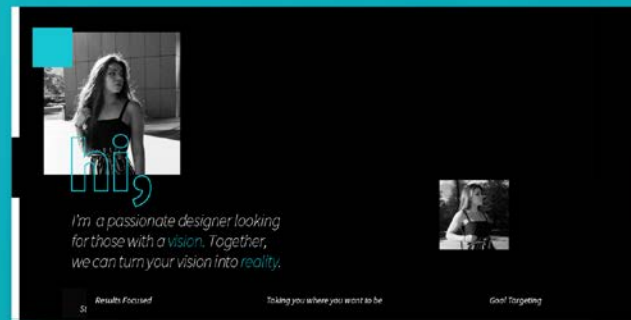 hi,
I'm a passionate designer looking
for those with a vision. Together,
we can turn your vision into reality.
St
Results Focused
Taking you where you want to be
Goal Targeting